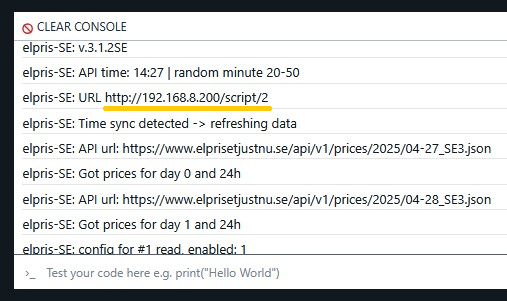 CLEAR CONSOLE
elpris-SE: v.3.1.2SE
elpris-SE: API time: 14:27 | random minute 20-50
elpris-SE: URL http://192.168.8.200/script/2
elpris-SE: Time sync detected -> refreshing data
elpris-SE: API url: https://www.elprisetjustnu.se/api/v1/prices/2025/04-27_SE3.json
elpris-SE: Got prices for day 0 and 24h
elpris-SE: API url: https://www.elprisetjustnu.se/api/v1/prices/2025/04-28_SE3.json
elpris-SE: Got prices for day 1 and 24h
elpris-SE: config for #1 read, enabled: 1
›_ Test your code here e.g. print("Hello World")